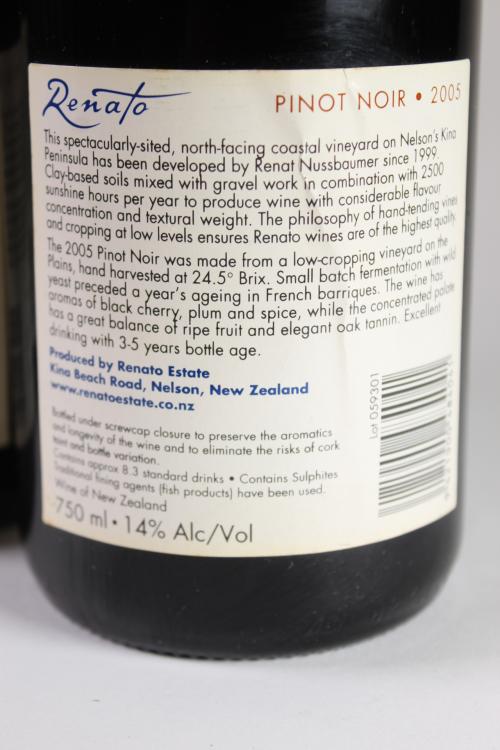 Renato
PINOT NOIR • 2005
This spectacularly-sited, north-facing coastal vineyard on Nelson's Kina
Peninsula has been developed by Renat Nussbaumer since 1999.
Clay-based soils mixed with gravel work in combination with 2500
sunshine hours per year to produce wine with considerable flavour
concentration and textural weight. The philosophy of hand-tending vines
and cropping at low levels ensures Renato wines are of the highest quality.
The 2005 Pinot Noir was made from a low-cropping vineyard on the
Plains, hand harvested at 24.5° Brix. Small batch fermentation with wild
yeast preceded a year's ageing in French barriques. The wine has
aromas of black cherry, plum and spice, while the concentrated palate
has a great balance of ripe fruit and elegant oak tannin. Excellent
drinking with 3-5 years bottle age.
Produced by Renato Estate
Kina Beach Road, Nelson, New Zealand
www.renatoestate.co.nz
Bottled under screwcap closure to preserve the aromatics
and longevity of the wine and to eliminate the risks of cork
taint and bottle variation.
Contains approx 8.3 standard drinks • Contains Sulphites
Traditional fining agents (fish products) have been used.
Wine of New Zealand
750 ml • 14% Alc/Vol
Lot 059301